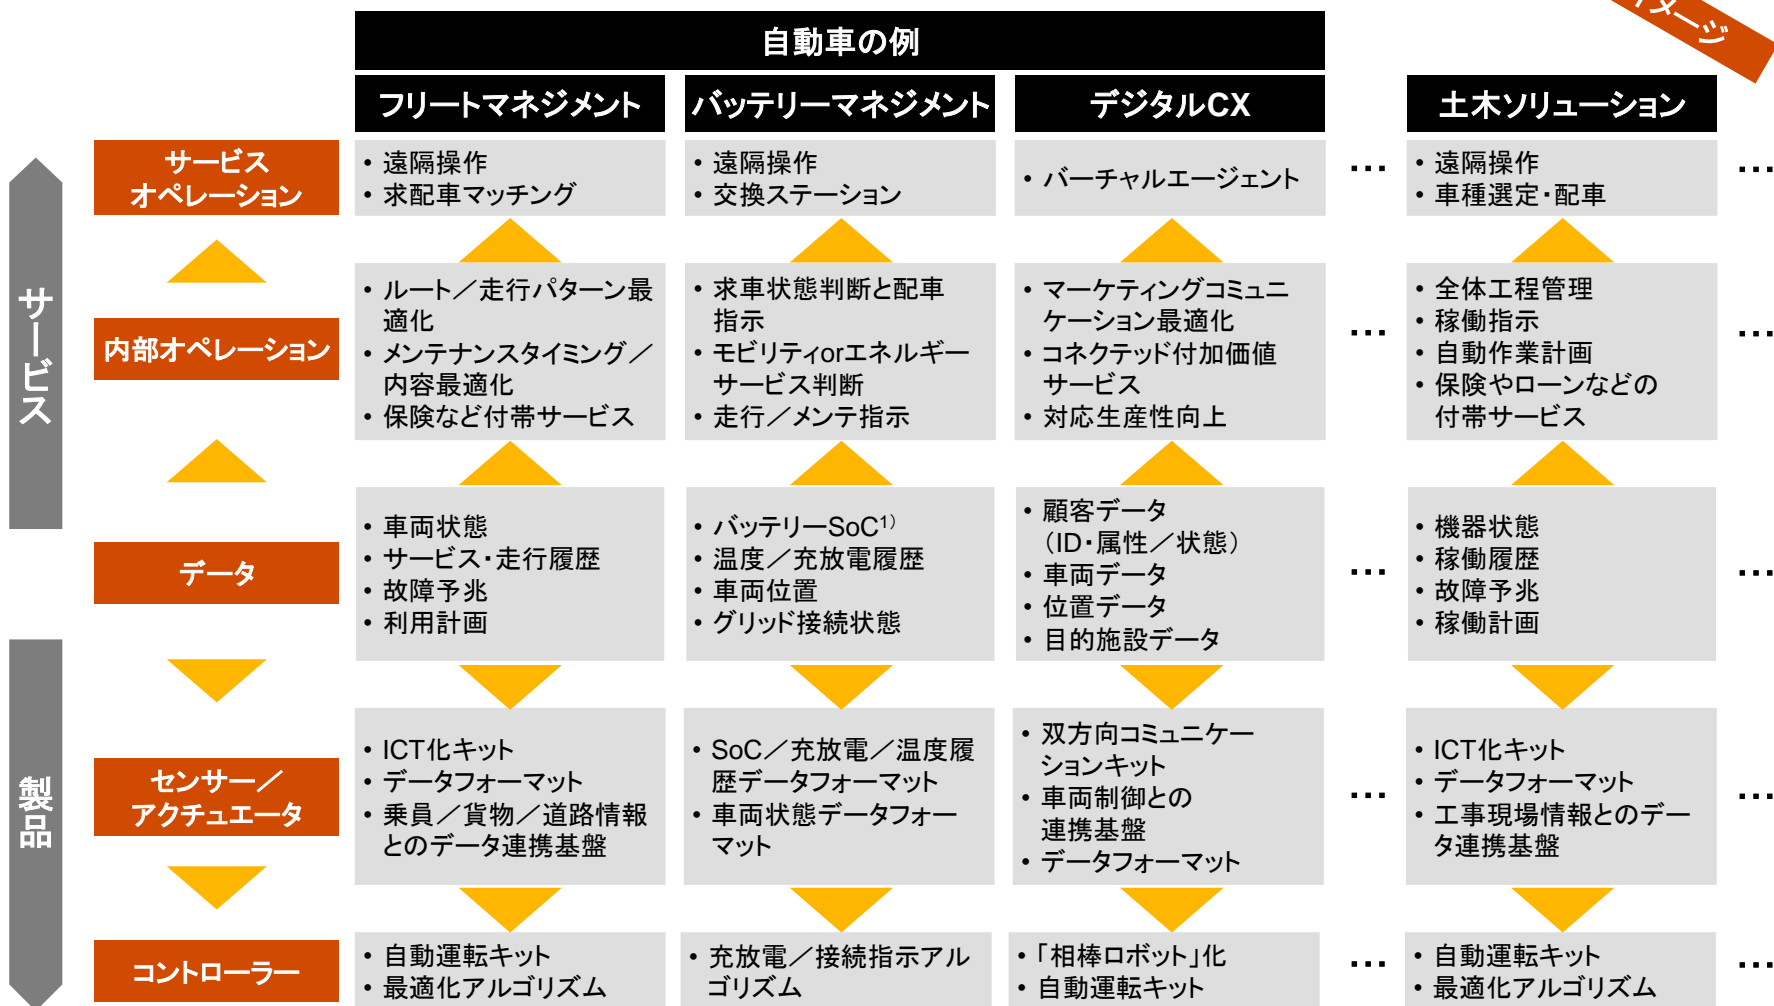 イメージ
自動車の例
フリートマネジメント
バッテリーマネジメント
デジタルCX
土木ソリューション
サービス
製品
サービス
オペレーション
・遠隔操作
・求配車マッチング
・遠隔操作
・交換ステーション
・バーチャルエージェント
…
・遠隔操作
・車種選定・配車
…
内部オペレーション
・ルート／走行パターン最
適化
・メンテナンスタイミング／
内容最適化
・保険など付帯サービス
・求車状態判断と配車
指示
・モビリティorエネルギー
サービス判断
・走行／メンテ指示
・マーケティングコミュニ
ケーション最適化
・コネクテッド付加価値
サービス
・対応生産性向上
…
・全体工程管理
・稼働指示
・自動作業計画
・保険やローンなどの
付帯サービス
…
データ
・車両状態
・サービス・走行履歴
・故障予兆
・利用計画
・バッテリーSoC1)
・温度／充放電履歴
・車両位置
・グリッド接続状態
・顧客データ
（ID・属性／状態）
・車両データ
・位置データ
・目的施設データ
…
・機器状態
・稼働履歴
・故障予兆
・稼働計画
…
センサー／
アクチュエータ
・ICT化キット
・データフォーマット
・乗員／貨物／道路情報
とのデータ連携基盤
・SoC／充放電／温度履
歴データフォーマット
・車両状態データフォー
マット
・双方向コミュニケー
ションキット
・車両制御との
連携基盤
・データフォーマット
…
・ICT化キット
・データフォーマット
・工事現場情報とのデー
タ連携基盤
…
コントローラー
・自動運転キット
・最適化アルゴリズム
・充放電／接続指示アル
ゴリズム
・「相棒ロボット」化
・自動運転キット
…
・自動運転キット
・最適化アルゴリズム
…